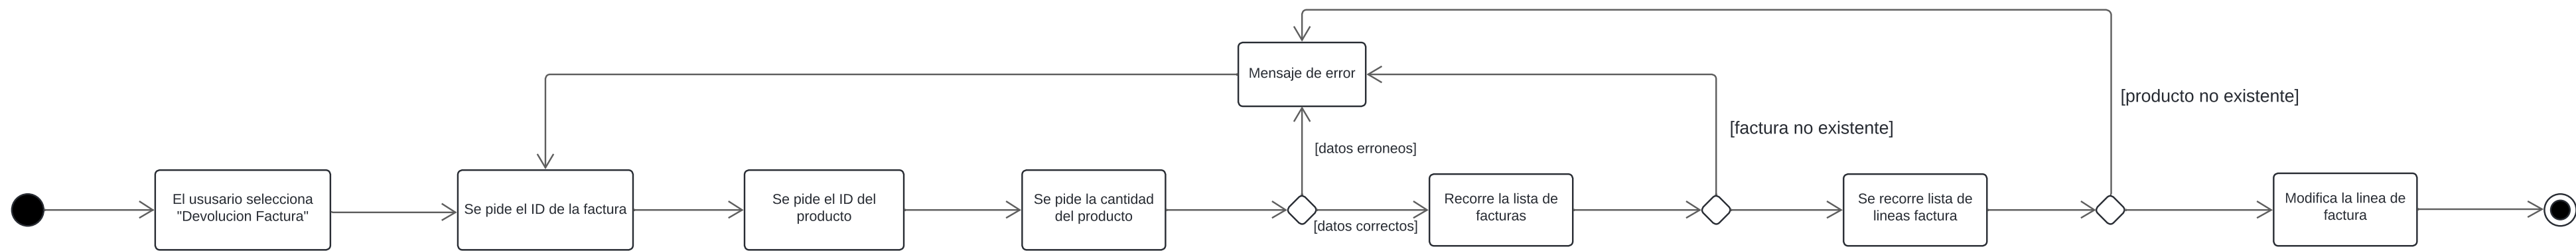 Mensaje de error
[producto no existente]
[factura no existente]
[datos erroneos]
El ususario selecciona
"Devolucion Factura"
Se pide el ID de la factura
Se pide el ID del
producto
Se pide la cantidad
del producto
[datos correctos]
Recorre la lista de
facturas
Se recorre lista de
lineas factura
Modifica la linea de
factura